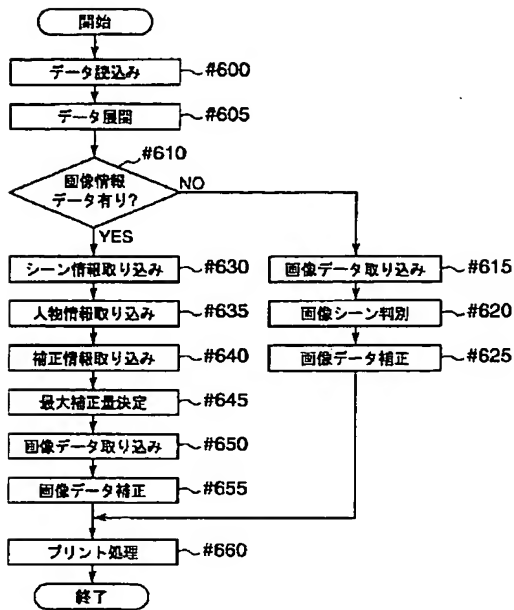 開始
データ読込み
#600
データ展開
#605
#610
画像情報
データ有り?
NO
YES
シーン情報取り込み
#630
人物情報取り込み
#635
補正情報取り込み
#640
最大補正量決定
#645
画像データ取り込み
#650
画像データ補正
#655
画像データ取り込み
#615
画像シーン判別
#620
画像データ補正
#625
プリント処理
#660
終了